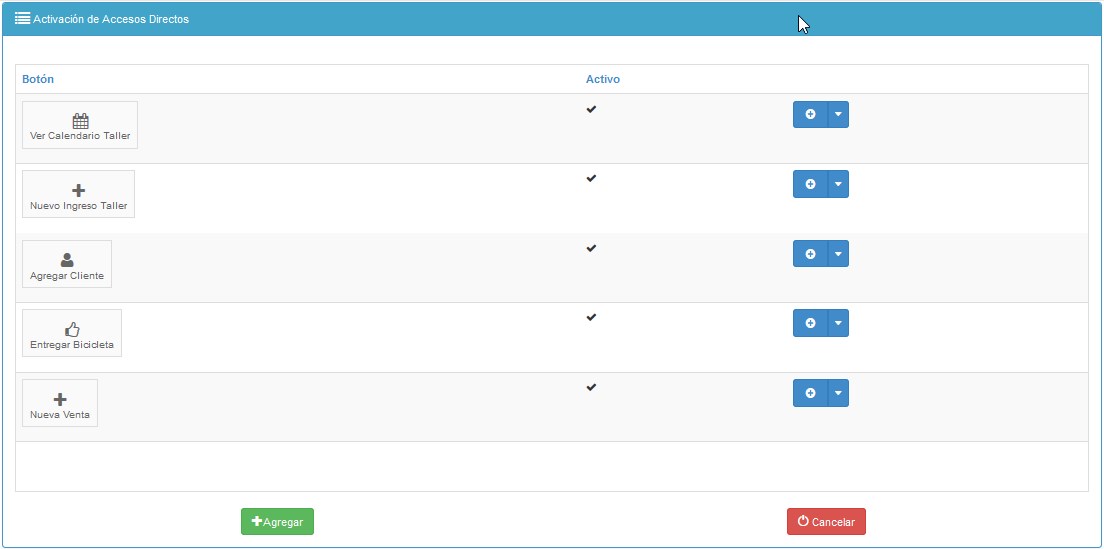 Activación de Accesos Directos
Botón Activo
Ver Calendario Taller
Nuevo Ingreso Taller
Agregar Cliente
Entregar Bicicleta
Nueva Venta
Agregar Cancelar